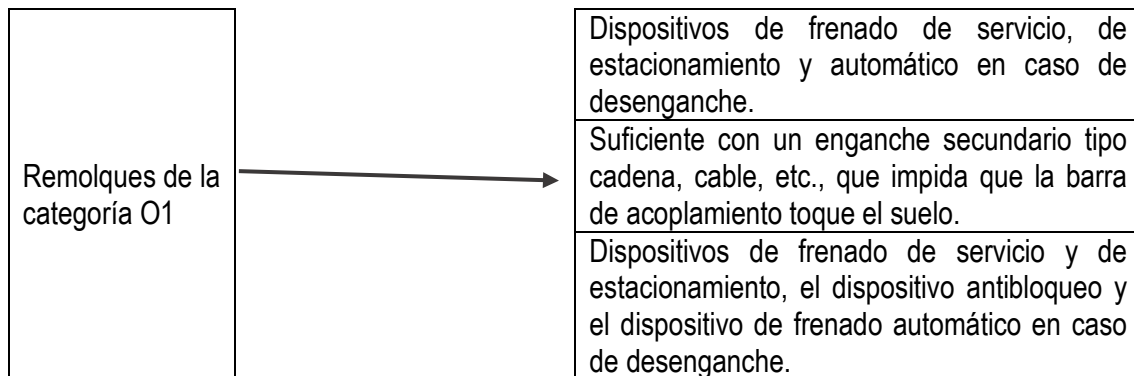 Remolques de la
categoría O1
Dispositivos de frenado de servicio, de
estacionamiento y automático en caso de
desenganche.
Suficiente con un enganche secundario tipo
cadena, cable, etc., que impida que la barra
de acoplamiento toque el suelo.
Dispositivos de frenado de servicio y de
estacionamiento, el dispositivo antibloqueo y
el dispositivo de frenado automático en caso
de desenganche.